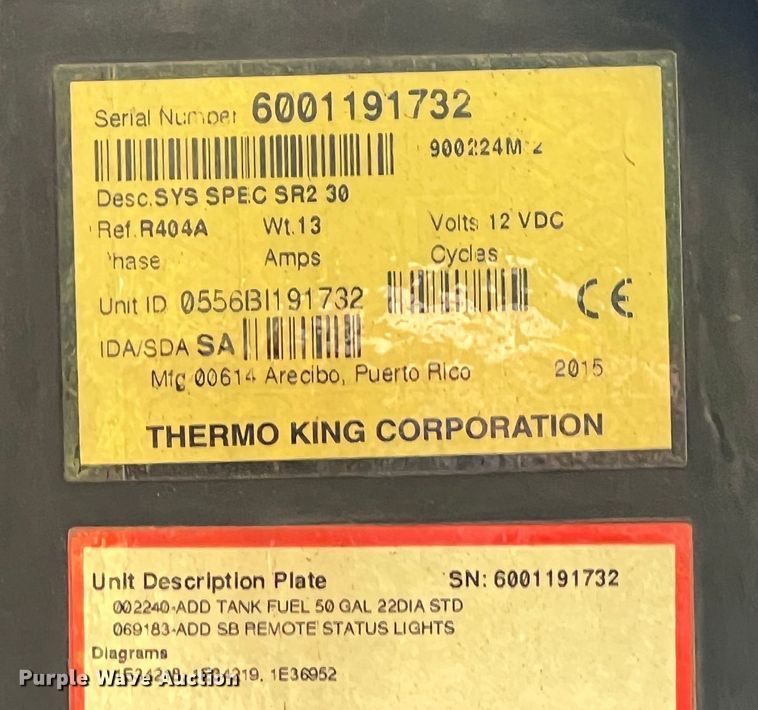 Serial Number 6001191732
900224M
Desc.SYS SPEC SR2 30
Ref.R404A Wt.13 Volts 12 VDC
hase Amps Cycles
Unit ID 0556BI191732 CE
IDA/SDA SA
Mfg 00614 Arecibo, Puerto Rico 2015
THERMO KING CORPORATION
Unit Description Plate SN: 6001191732
002240-ADD TANK FUEL 50 GAL 22DIA STD
069183-ADD SB REMOTE STATUS LIGHTS
Diagrams
1E36952
Purple Wave Auction